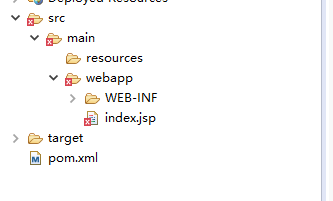 Deployed Resources
src
main
resources
webapp
WEB-INF
index.jsp
target
pom.xml